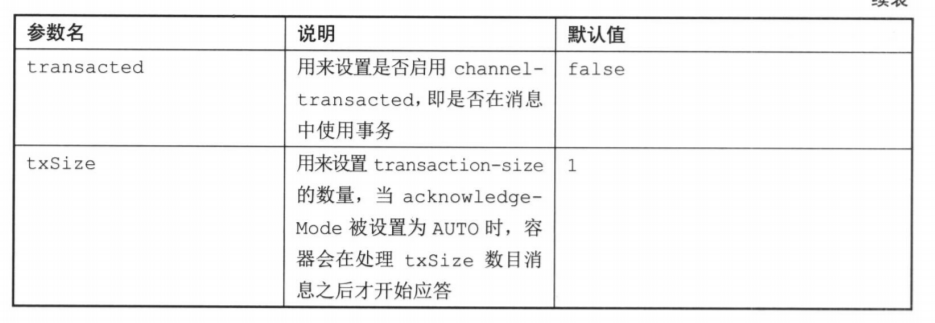 续表
参数名 说明 默认值
transacted 用来设置是否启用 channel- false
transacted，即是否在消息
中使用事务
txSize 用来设置 transaction-size 1
的数量，当 acknowledge-
Mode 被设置为 AUTO 时，容
器会在处理 txSize 数目消
息之后才开始应答